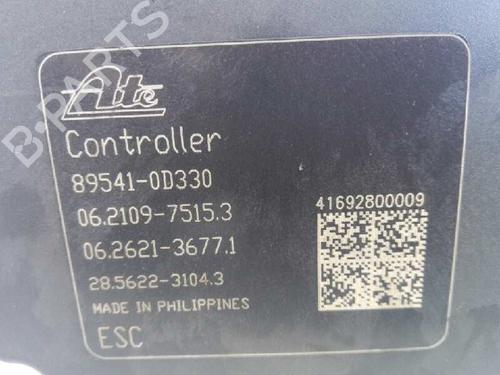 B-PARTS
Ate
Controller
89541-0D330
06.2109-7515.3
41692800009
06.2621-3677.1
28.5622-3104.3
MADE IN PHILIPPINES
ESC